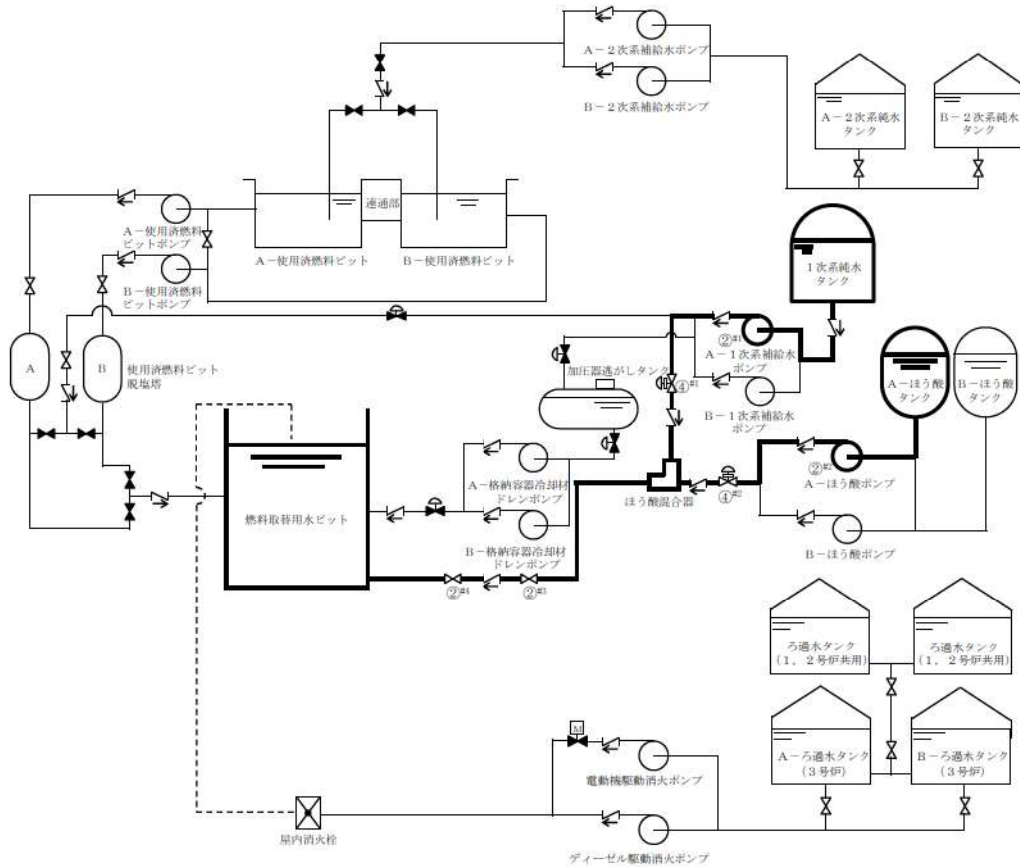 A－2次系補給水ポンプ
B－2次系補給水ポンプ
A－2次系純水
タンク
B－2次系純水
タンク
連通部
A－使用済燃料
ピットポンプ
A－使用済燃料ピット
B－使用済燃料ピット
B－使用済燃料
ピットポンプ
1次系純水
タンク
②#1
A－1次系補給水
ポンプ
加圧器逃がしタンク
④#1
A
B
使用済燃料ピット
脱塩塔
A－ほう酸
タンク
B－ほう酸
タンク
B－1次系補給水
ポンプ
②#2
A－ほう酸ポンプ
④#2
ほう酸混合器
A－格納容器冷却材
ドレンポンプ
燃料取替用水ピット
B－格納容器冷却材
ドレンポンプ
B－ほう酸ポンプ
②#4
②#3
ろ過水タンク
(1，2号炉共用)
ろ過水タンク
(1，2号炉共用)
M
A－ろ過水タンク
(3号炉)
B－ろ過水タンク
(3号炉)
電動機駆動消火ポンプ
屋内消火栓
ディーゼル駆動消火ポンプ